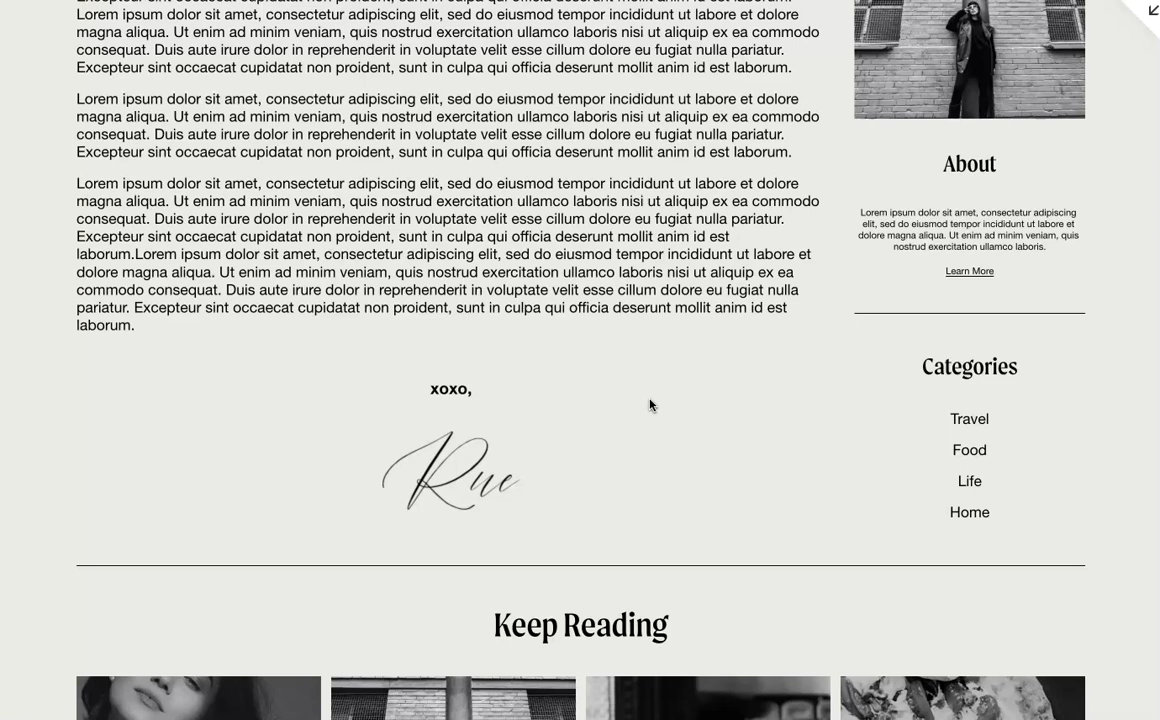 Lorem ipsum dolor sit amet, consectetur adipiscing elit, sed do eiusmod tempor incididunt ut labore et dolore
magna aliqua. Ut enim ad minim veniam, quis nostrud exercitation ullamco laboris nisi ut aliquip ex ea commodo
consequat. Duis aute irure dolor in reprehenderit in voluptate velit esse cillum dolore eu fugiat nulla pariatur.
Excepteur sint occaecat cupidatat non proident, sunt in culpa qui officia deserunt mollit anim id est laborum.
Lorem ipsum dolor sit amet, consectetur adipiscing elit, sed do eiusmod tempor incididunt ut labore et dolore
magna aliqua. Ut enim ad minim veniam, quis nostrud exercitation ullamco laboris nisi ut aliquip ex ea commodo
consequat. Duis aute irure dolor in reprehenderit in voluptate velit esse cillum dolore eu fugiat nulla pariatur.
Excepteur sint occaecat cupidatat non proident, sunt in culpa qui officia deserunt mollit anim id est laborum.
Lorem ipsum dolor sit amet, consectetur adipiscing elit, sed do eiusmod tempor incididunt ut labore et dolore
magna aliqua. Ut enim ad minim veniam, quis nostrud exercitation ullamco laboris nisi ut aliquip ex ea commodo
consequat. Duis aute irure dolor in reprehenderit in voluptate velit esse cillum dolore eu fugiat nulla pariatur.
Excepteur sint occaecat cupidatat non proident, sunt in culpa qui officia deserunt mollit anim id est
laborum.Lorem ipsum dolor sit amet, consectetur adipiscing elit, sed do eiusmod tempor incididunt ut labore et
dolore magna aliqua. Ut enim ad minim veniam, quis nostrud exercitation ullamco laboris nisi ut aliquip ex ea
commodo consequat. Duis aute irure dolor in reprehenderit in voluptate velit esse cillum dolore eu fugiat nulla
pariatur. Excepteur sint occaecat cupidatat non proident, sunt in culpa qui officia deserunt mollit anim id est
laborum.
xoxo,
Rue
About
Lorem ipsum dolor sit amet, consectetur adipiscing
elit, sed do eiusmod tempor incididunt ut labore et
dolore magna aliqua. Ut enim ad minim veniam, quis
nostrud exercitation ullamco laboris.
Learn More
Categories
Travel
Food
Life
Home
Keep Reading